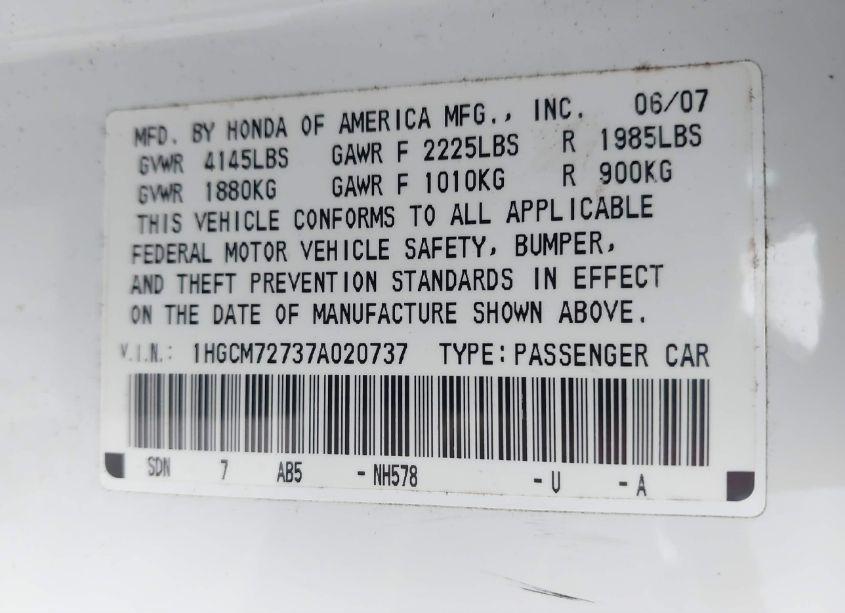 MFD. BY HONDA OF AMERICA MFG., INC. 06/07
GVWR 4145LBS GAWR F 2225LBS R 1985LBS
GVWR 1880KG GAWR F 1010KG R 900KG
THIS VEHICLE CONFORMS TO ALL APPLICABLE
FEDERAL MOTOR VEHICLE SAFETY, BUMPER,
AND THEFT PREVENTION STANDARDS IN EFFECT
ON THE DATE OF MANUFACTURE SHOWN ABOVE.
V.I.N.: 1HGCM72737A020737 TYPE: PASSENGER CAR
SDN 7 AB5 - NH578 - U - A